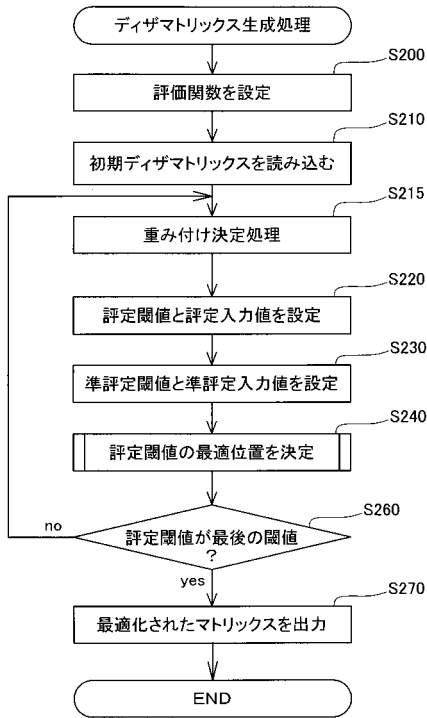 ディザマトリックス生成処理
S200
評価関数を設定
S210
初期ディザマトリックスを読み込む
S215
重み付け決定処理
S220
評定閾値と評定入力値を設定
S230
準評定閾値と準評定入力値を設定
S240
評定閾値の最適位置を決定
S260
no
評定閾値が最後の閾値
?
yes
S270
最適化されたマトリックスを出力
END